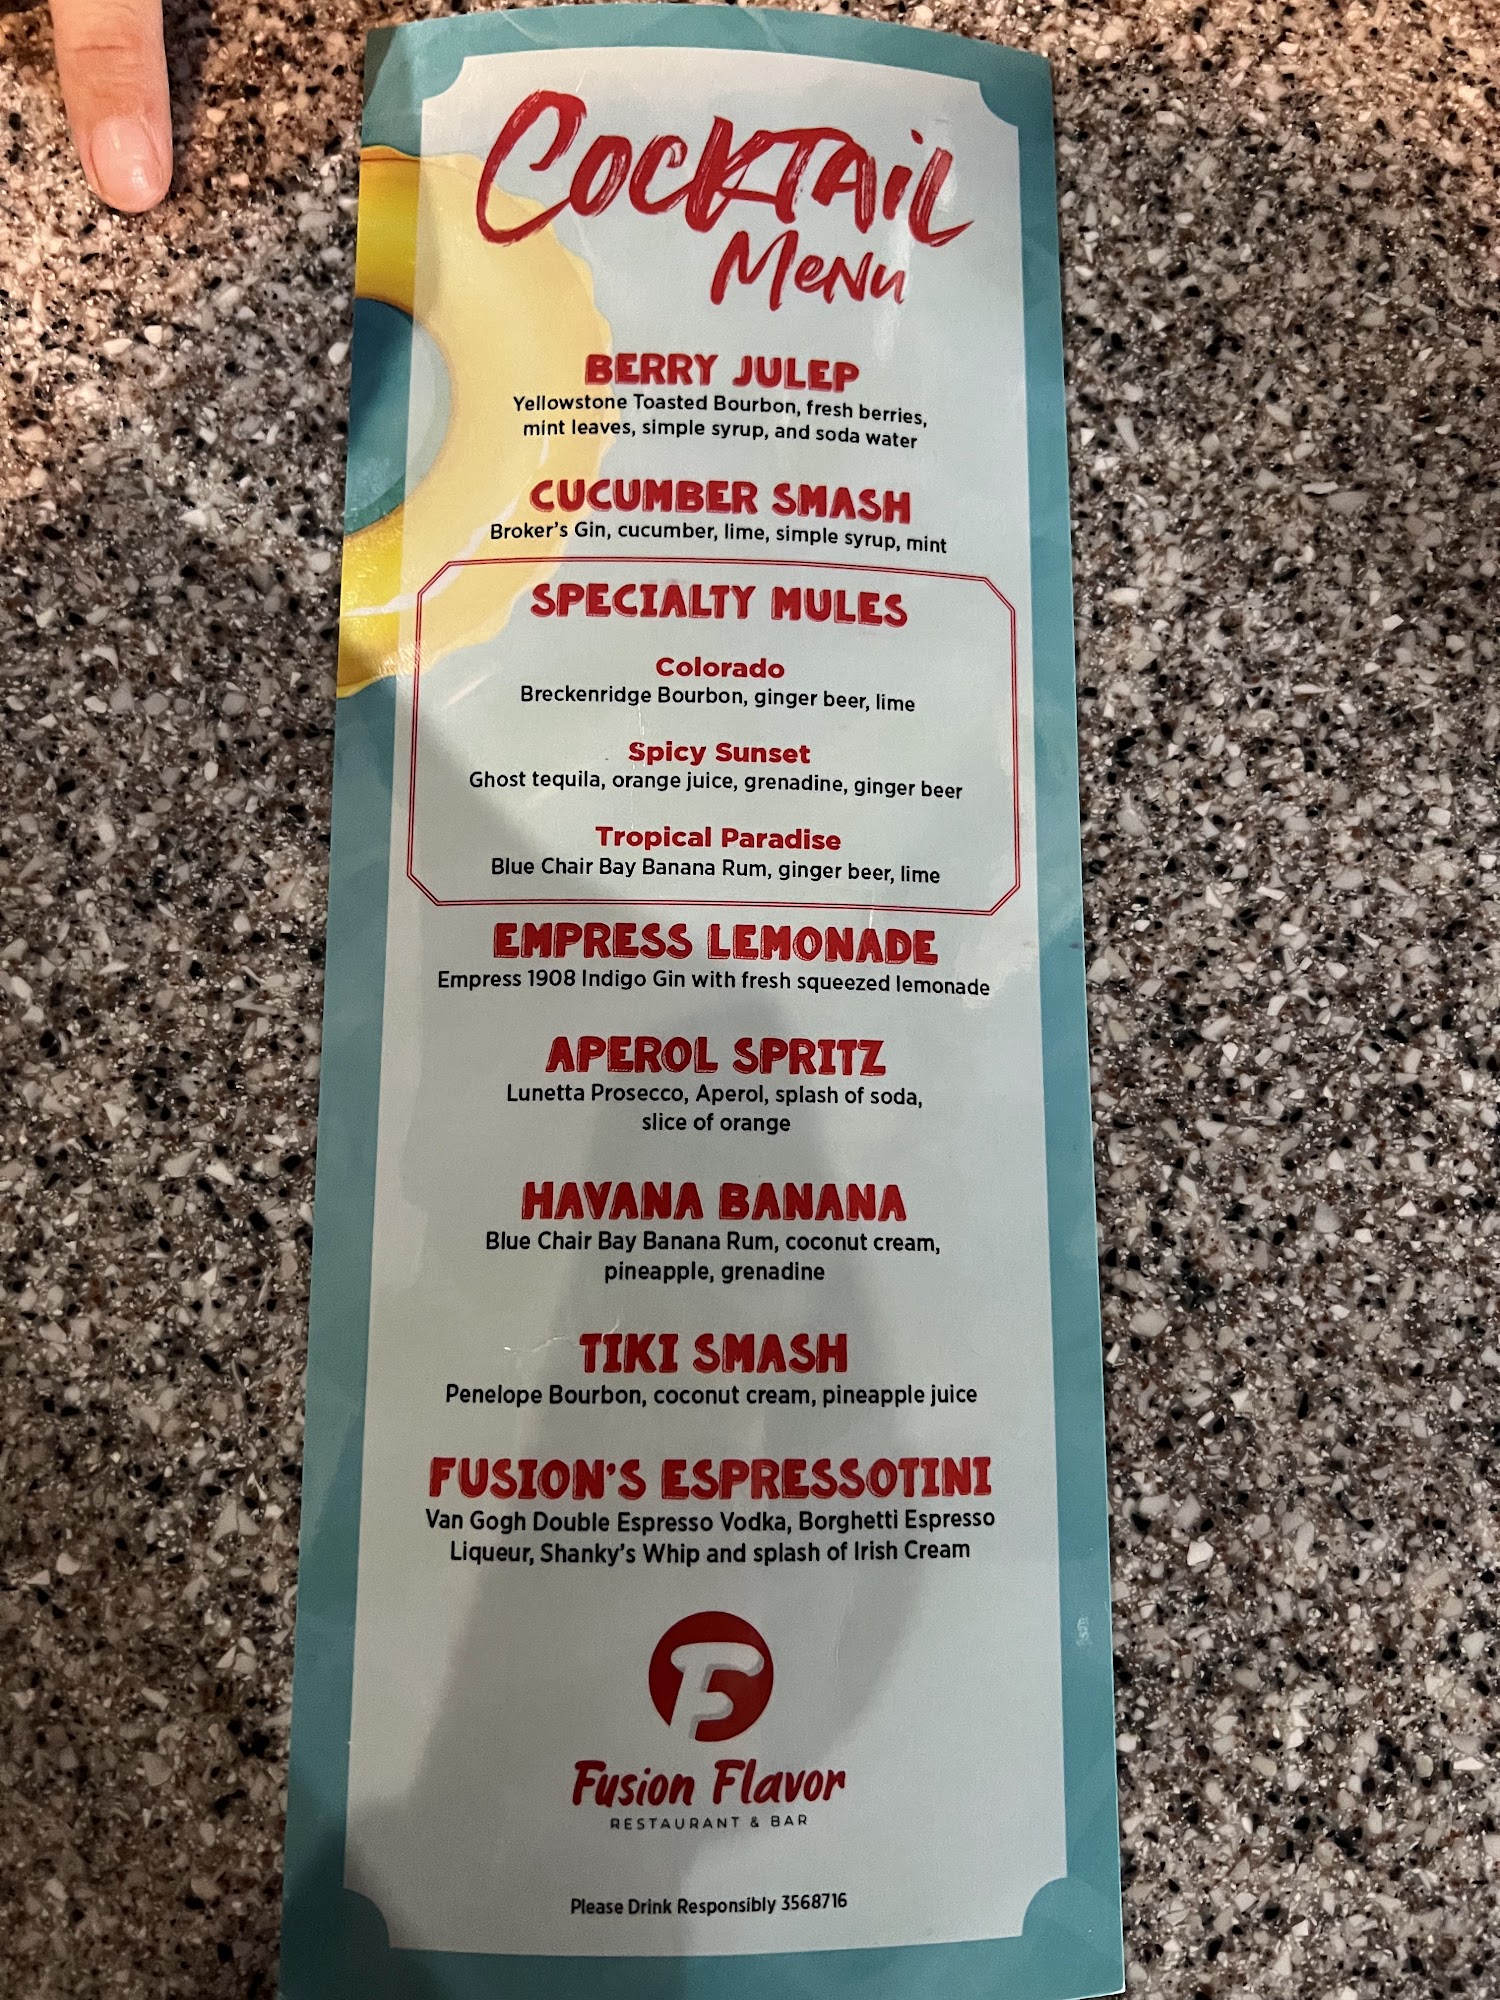 COCKTAiL
MeNu
BERRY JULEP
Yellowstone Toasted Bourbon, fresh berries,
mint leaves, simple syrup, and soda water
CUCUMBER SMASH
Broker's Gin, cucumber, lime, simple syrup, mint
SPECIALTY MULES
Colorado
Breckenridge Bourbon, ginger beer, lime
Spicy Sunset
Ghost tequila, orange juice, grenadine, ginger beer
Tropical Paradise
Blue Chair Bay Banana Rum, ginger beer, lime
EMPRESS LEMONADE
Empress 1908 Indigo Gin with fresh squeezed lemonade
APEROL SPRITZ
Lunetta Prosecco, Aperol, splash of soda,
slice of orange
HAVANA BANANA
Blue Chair Bay Banana Rum, coconut cream,
pineapple, grenadine
TIKI SMASH
Penelope Bourbon, coconut cream, pineapple juice
FUSION'S ESPRESSOTINI
Van Gogh Double Espresso Vodka, Borghetti Espresso
Liqueur, Shanky's Whip and splash of Irish Cream
F
Fusion Flavor
RESTAURANT & BAR
Please Drink Responsibly 3568716